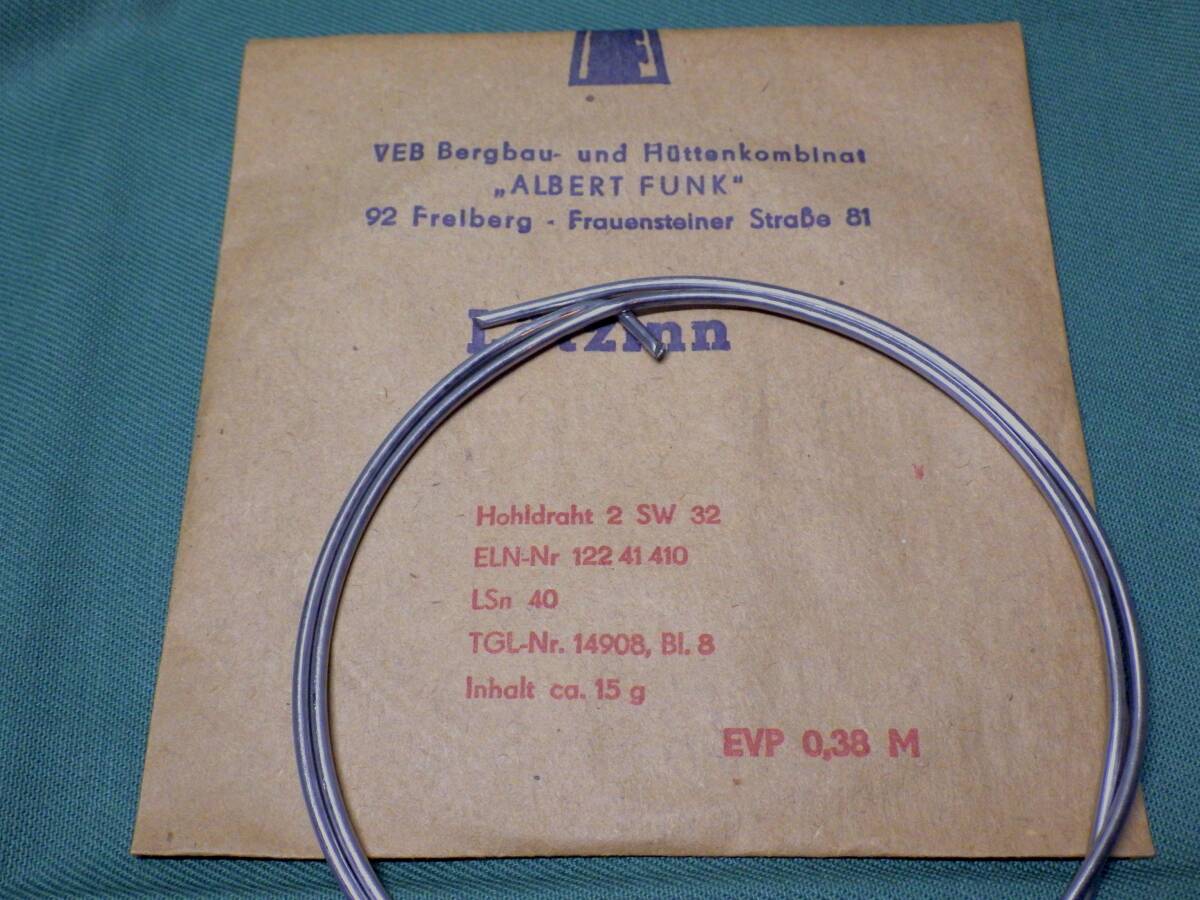 VEB Bergbau- und Hüttenkombinat
„ALBERT FUNK“
92 Freiberg - Frauensteiner Straße 81
Lötzinn
Hohldraht 2 SW 32
ELN-Nr 122 41 410
LSn 40
TGL-Nr. 14908, Bl. 8
Inhalt ca. 15 g
EVP 0,38 M